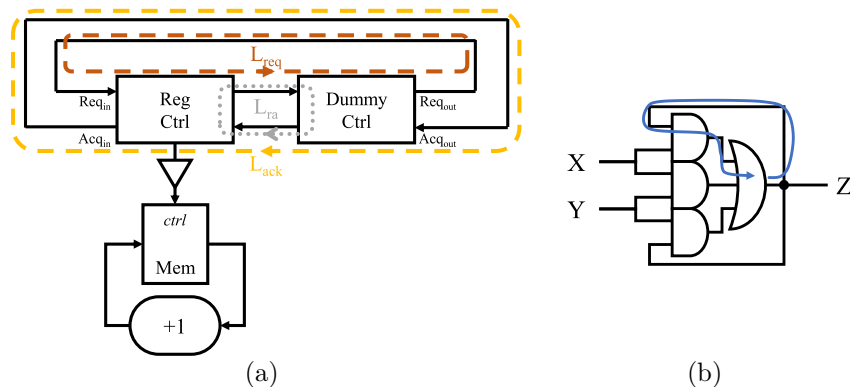 L_req
Req_in
Reg
Ctrl
L_ra
Dummy
Ctrl
Req_out
Acq_in
Acq_out
L_ack
ctrl
Mem
+1
(a)
X
Y
Z
(b)